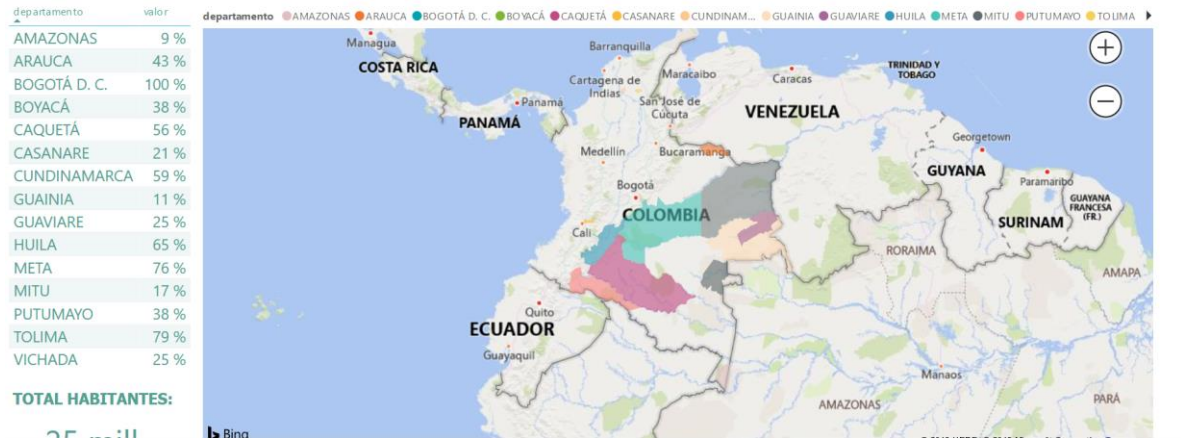 departamento valor
AMAZONAS 9 %
ARAUCA 43 %
BOGOTÁ D. C. 100 %
BOYACÁ 38 %
CAQUETÁ 56 %
CASANARE 21 %
CUNDINAMARCA 59 %
GUAINIA 11 %
GUAVIARE 25 %
HUILA 65 %
META 76 %
MITU 17 %
PUTUMAYO 38 %
TOLIMA 79 %
VICHADA 25 %
TOTAL HABITANTES:
departamento AMAZONAS ARAUCA BOGOTÁ D. C. BOYACÁ CAQUETÁ CASANARE CUNDINAM... GUAINIA GUAVIARE HUILA META MITU PUTUMAYO TOLIMA
Managua
COSTA RICA
Panamá
PANAMÁ
Barranquilla
Cartagena de
Indias
Maracaibo
Caracas
TRINIDAD Y
TOBAGO
San José de
Cúcuta
VENEZUELA
Georgetown
Medellín
Bucaramanga
GUYANA
Paramaribo
Bogotá
GUAYANA
FRANCESA
(FR.)
COLOMBIA
SURINAM
Cali
RORAIMA
AMAPA
Quito
ECUADOR
Guayaquil
Manaos
AMAZONAS
PARÁ
Bing